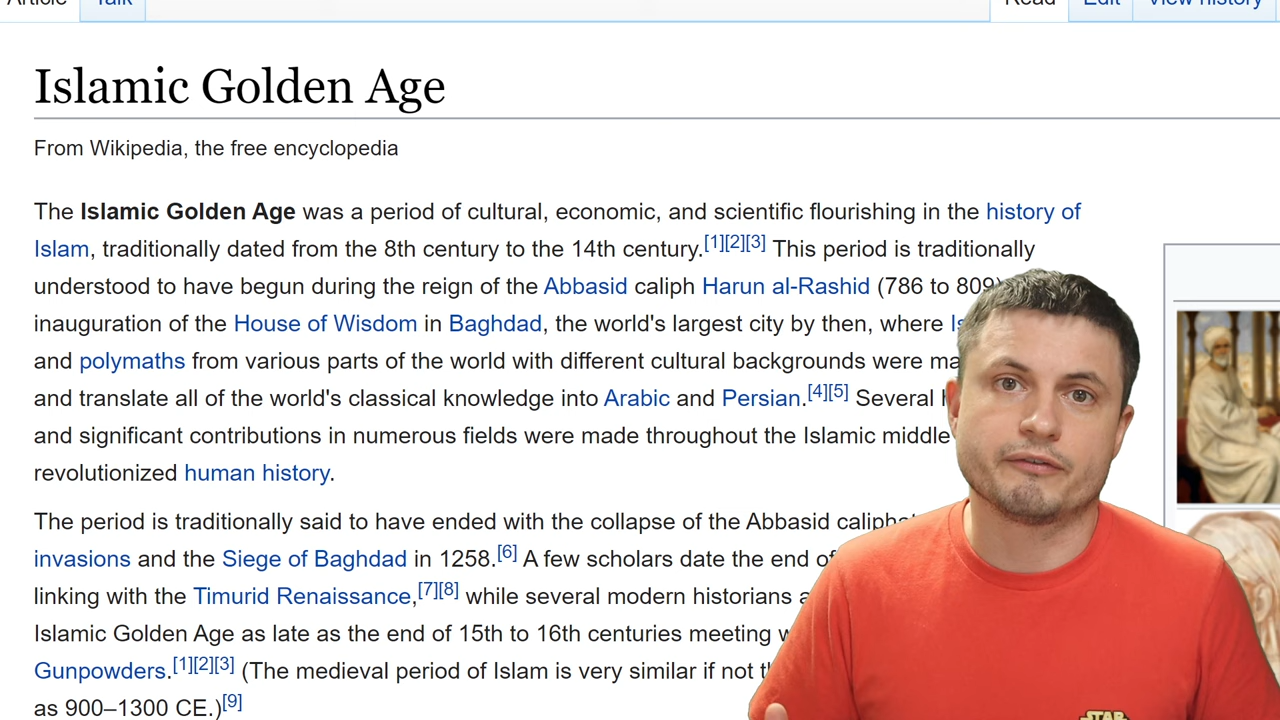 Article Talk Read Edit View history
Islamic Golden Age
From Wikipedia, the free encyclopedia
The Islamic Golden Age was a period of cultural, economic, and scientific flourishing in the history of
Islam, traditionally dated from the 8th century to the 14th century.[1][2][3] This period is traditionally
understood to have begun during the reign of the Abbasid caliph Harun al-Rashid (786 to 809)
inauguration of the House of Wisdom in Baghdad, the world's largest city by then, where
and polymaths from various parts of the world with different cultural backgrounds were
and translate all of the world's classical knowledge into Arabic and Persian.[4][5] Several
and significant contributions in numerous fields were made throughout the Islamic middle
revolutionized human history.
The period is traditionally said to have ended with the collapse of the Abbasid
invasions and the Siege of Baghdad in 1258.[6] A few scholars date the end of
linking with the Timurid Renaissance,[7][8] while several modern historians
Islamic Golden Age as late as the end of 15th to 16th centuries meeting
Gunpowders.[1][2][3] (The medieval period of Islam is very similar if not
as 900–1300 CE.)[9]
STAR